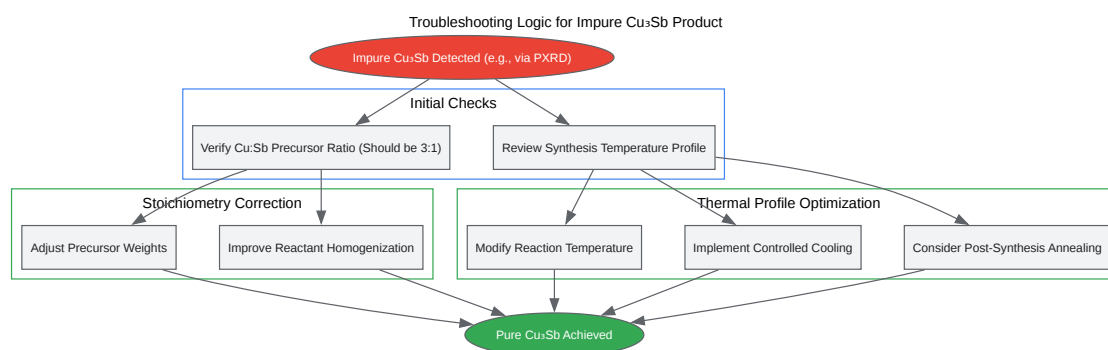 Troubleshooting Logic for Impure Cu₃Sb Product
Impure Cu₃Sb Detected (e.g., via PXRD)
Initial Checks
Verify Cu:Sb Precursor Ratio (Should be 3:1)
Review Synthesis Temperature Profile
Stoichiometry Correction
Thermal Profile Optimization
Adjust Precursor Weights
Improve Reactant Homogenization
Modify Reaction Temperature
Implement Controlled Cooling
Consider Post-Synthesis Annealing
Pure Cu₃Sb Achieved